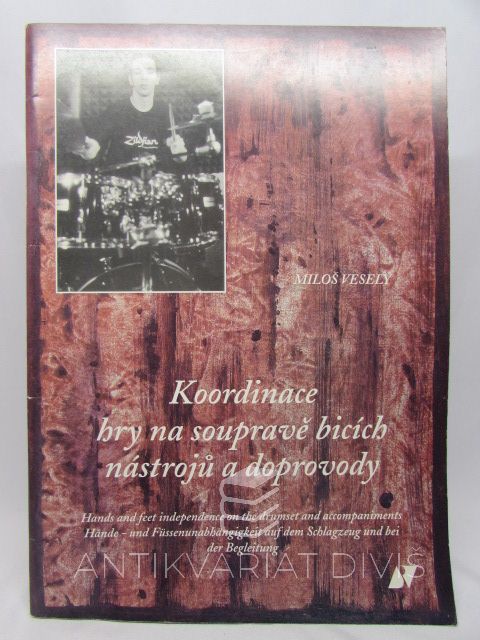 Zildjian
MILOŠ VESELÝ
Koordinace
hry na soupravě bicích
nástrojů a doprovody
Hands and feet independence on the drumset and accompaniments
Hände - und Füssenunabhängigkeit auf dem Schlagzeug und bei
der Begleitung
ANTIKVARIÁT DIVIŠ